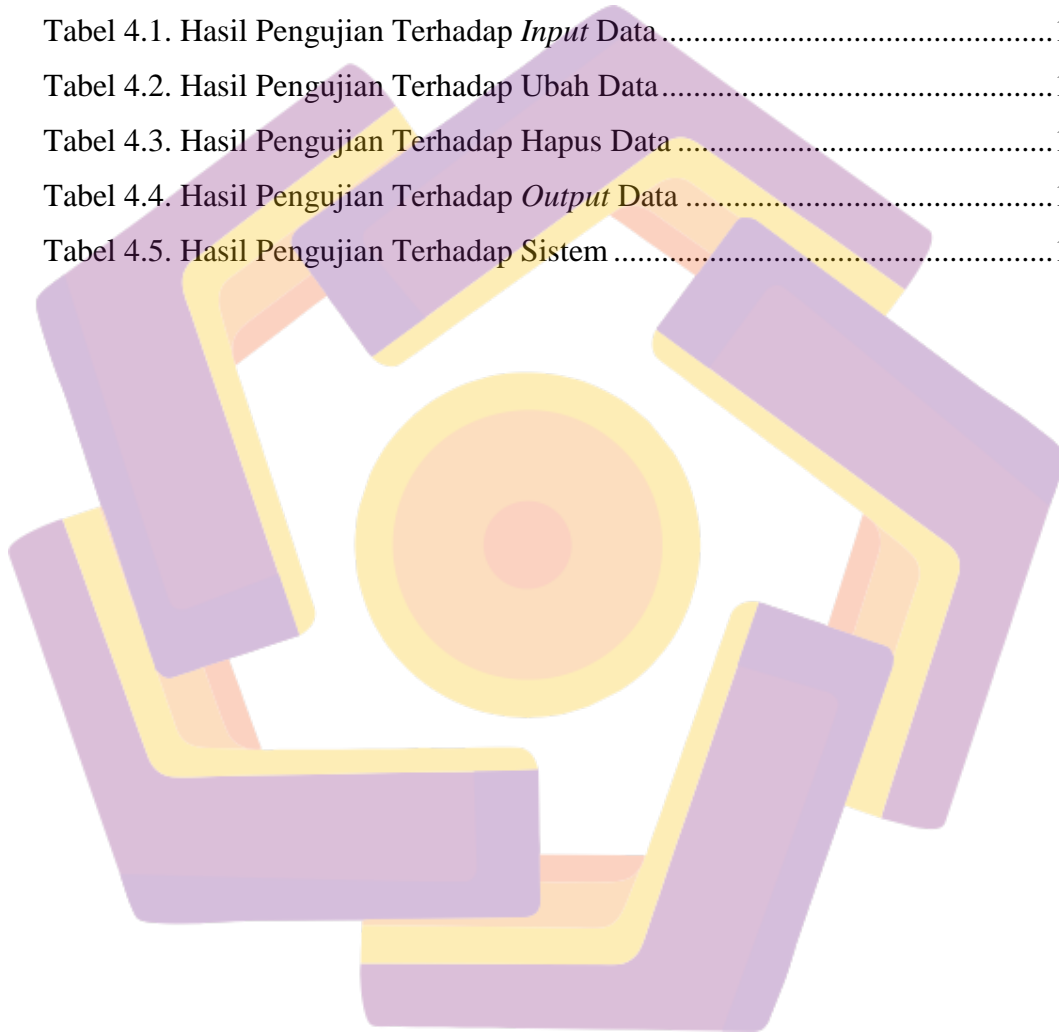 Tabel 4.1. Hasil Pengujian Terhadap Input Data ................................................
Tabel 4.2. Hasil Pengujian Terhadap Ubah Data ................................................
Tabel 4.3. Hasil Pengujian Terhadap Hapus Data ..............................................
Tabel 4.4. Hasil Pengujian Terhadap Output Data .............................................
Tabel 4.5. Hasil Pengujian Terhadap Sistem ......................................................